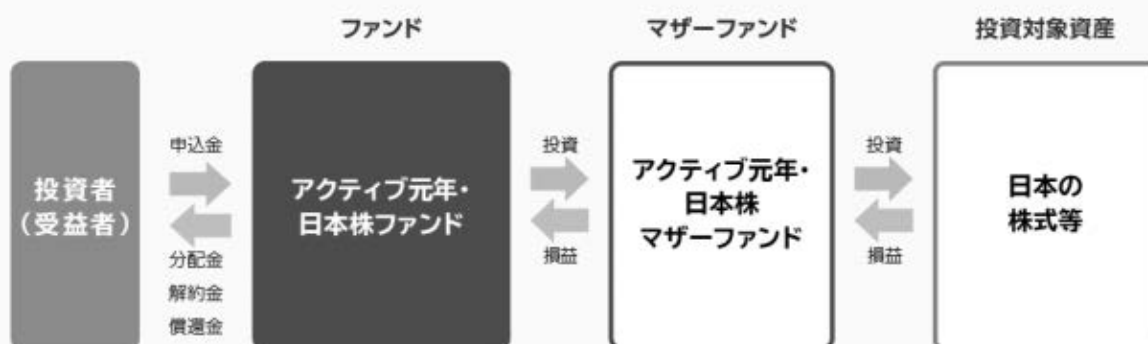 ファンド
マザーファンド
投資対象資産
投資者
（受益者）
申込金
分配金
解約金
償還金
アクティブ元年・
日本株ファンド
投資
損益
アクティブ元年・
日本株
マザーファンド
投資
損益
日本の
株式等